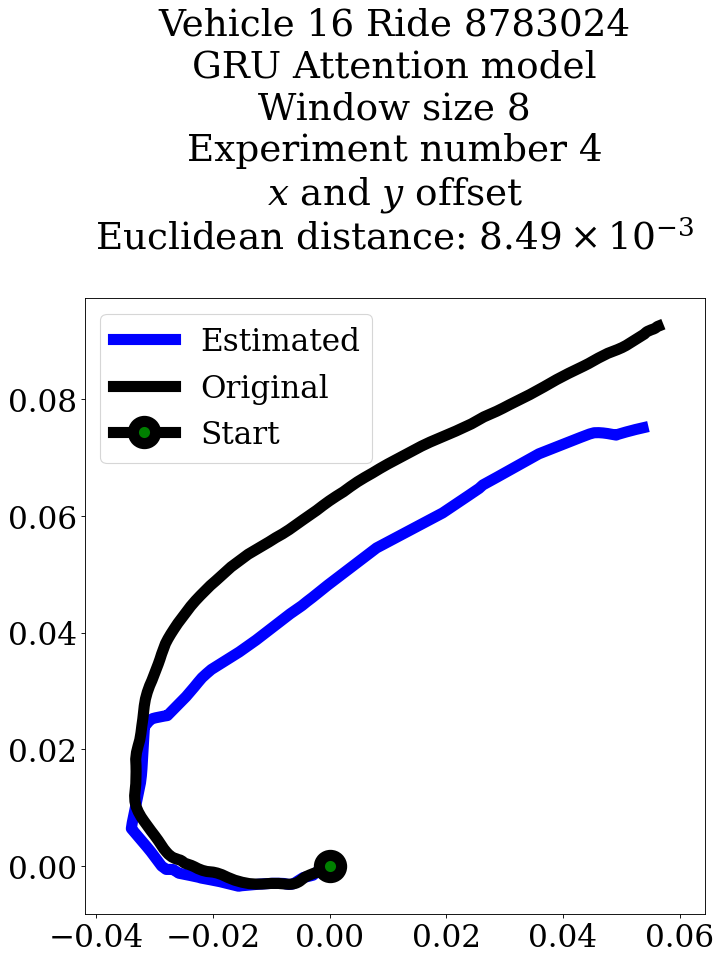 Vehicle 16 Ride 8783024
GRU Attention model
Window size 8
Experiment number 4
x and y offset
Euclidean distance: 8.49 × 10⁻³
Estimated
Original
Start
0.08
0.06
0.04
0.02
0.00
−0.04 −0.02 0.00 0.02 0.04 0.06